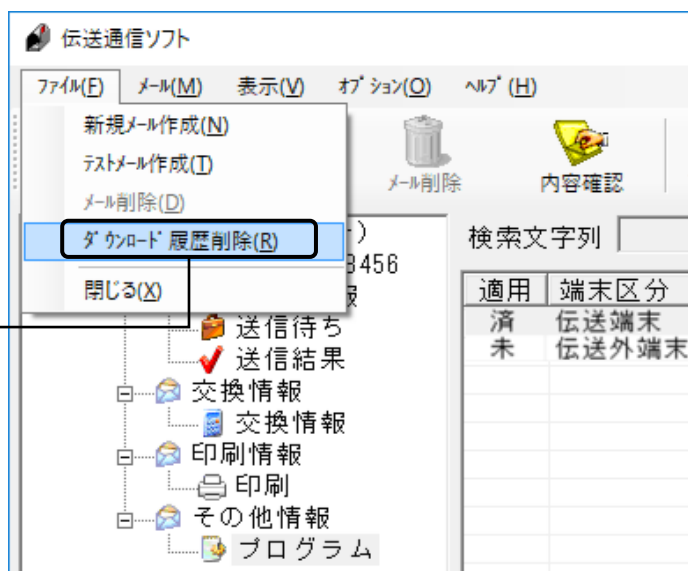 伝送通信ソフト
ﾌｧｲﾙ(F) ﾒｰﾙ(M) 表示(V) ｵﾌﾟｼｮﾝ(O) ﾍﾙﾌﾟ(H)
新規ﾒｰﾙ作成(N)
ﾃｽﾄﾒｰﾙ作成(T)
ﾒｰﾙ削除(D)
ﾀﾞｳﾝﾛｰﾄﾞ履歴削除(R)
閉じる(X)
ﾒｰﾙ削除 内容確認
)
3456
検索文字列
適用 端末区分
済 伝送端末
未 伝送外端末
送信待ち
送信結果
交換情報
交換情報
印刷情報
印刷
その他情報
プログラム